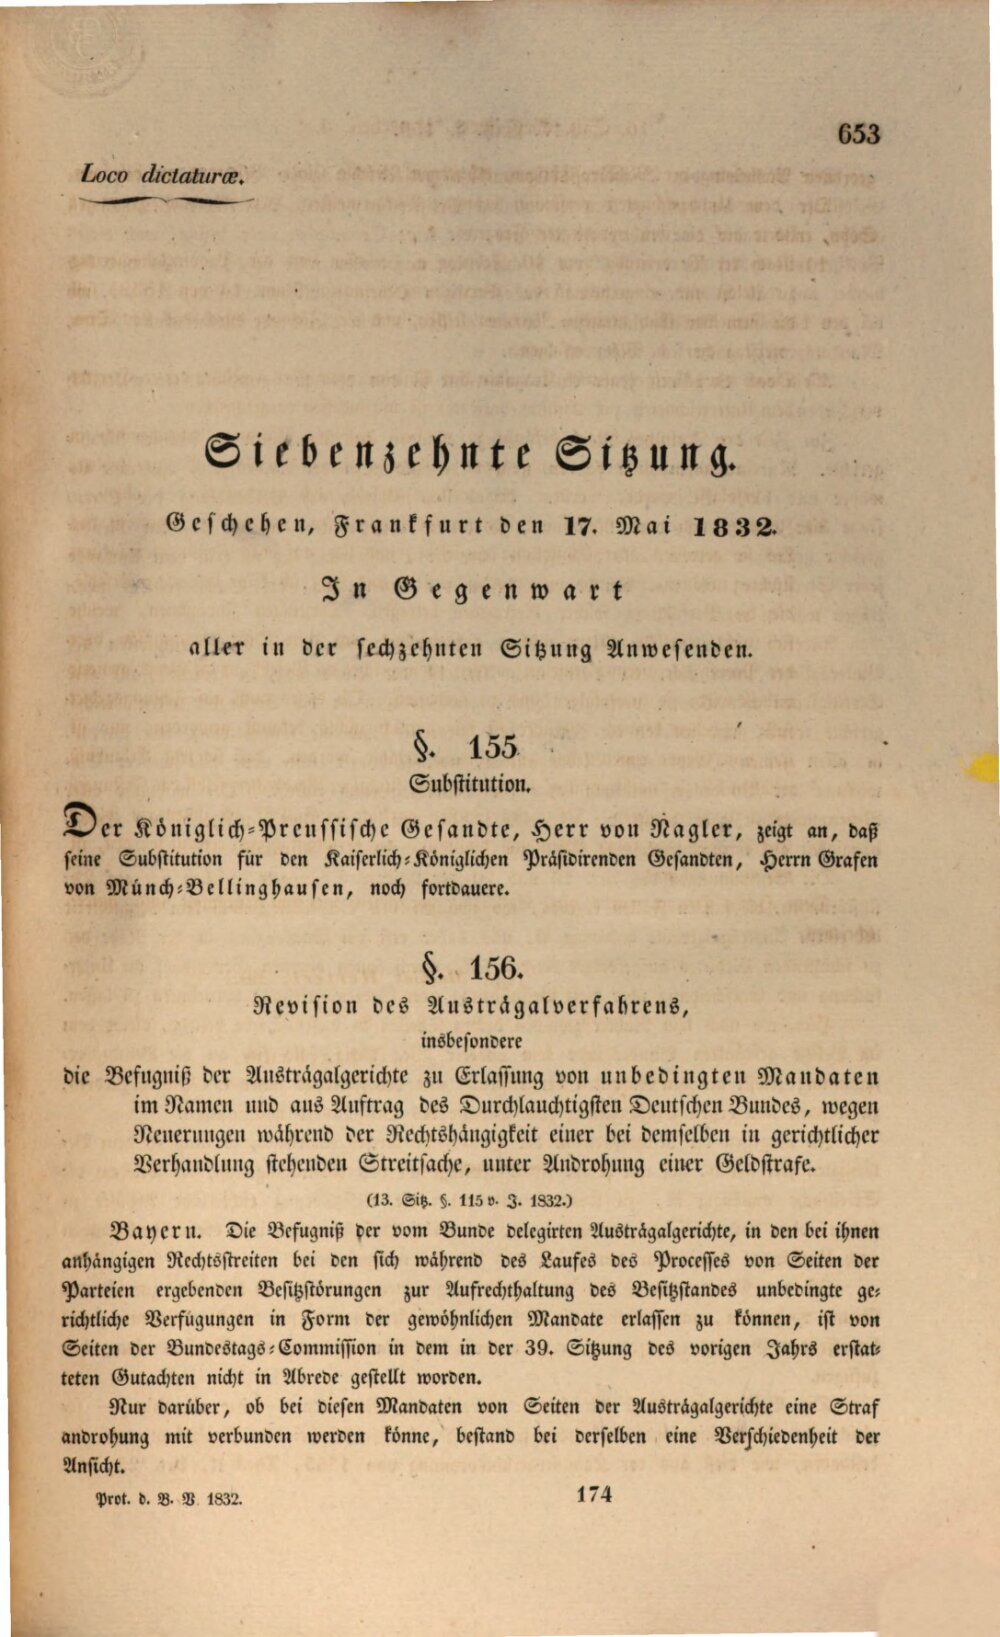 653
Loco dictaturæ.
Siebenzehnte Sitzung.
Geschehen, Frankfurt den 17. Mai 1832.
In Gegenwart
aller in der sechzehnten Sitzung Anwesenden.
§. 155
Substitution.
Der Königlich-Preussische Gesandte, Herr von Nagler, zeigt an, daß
seine Substitution für den Kaiserlich-Königlichen Präsidirenden Gesandten, Herrn Grafen
von Münch-Bellinghausen, noch fortdauere.
§. 156.
Revision des Austrägalverfahrens,
insbesondere
die Befugniß der Austrägalgerichte zu Erlassung von unbedingten Mandaten
im Namen und aus Auftrag des Durchlauchtigsten Deutschen Bundes, wegen
Neuerungen während der Rechtshängigkeit einer bei demselben in gerichtlicher
Verhandlung stehenden Streitsache, unter Androhung einer Geldstrafe.
(13. Sitz. §. 115 v. J. 1832.)
Bayern. Die Befugniß der vom Bunde delegirten Austrägalgerichte, in den bei ihnen
anhängigen Rechtsstreiten bei den sich während des Laufes des Processes von Seiten der
Parteien ergebenden Besitzstörungen zur Aufrechthaltung des Besitzstandes unbedingte ge-
richtliche Verfügungen in Form der gewöhnlichen Mandate erlassen zu können, ist von
Seiten der Bundestags-Commission in dem in der 39. Sitzung des vorigen Jahrs erstat-
teten Gutachten nicht in Abrede gestellt worden.
Nur darüber, ob bei diesen Mandaten von Seiten der Austrägalgerichte eine Straf
androhung mit verbunden werden könne, bestand bei derselben eine Verschiedenheit der
Ansicht.
Prot. d. B. V 1832.
174